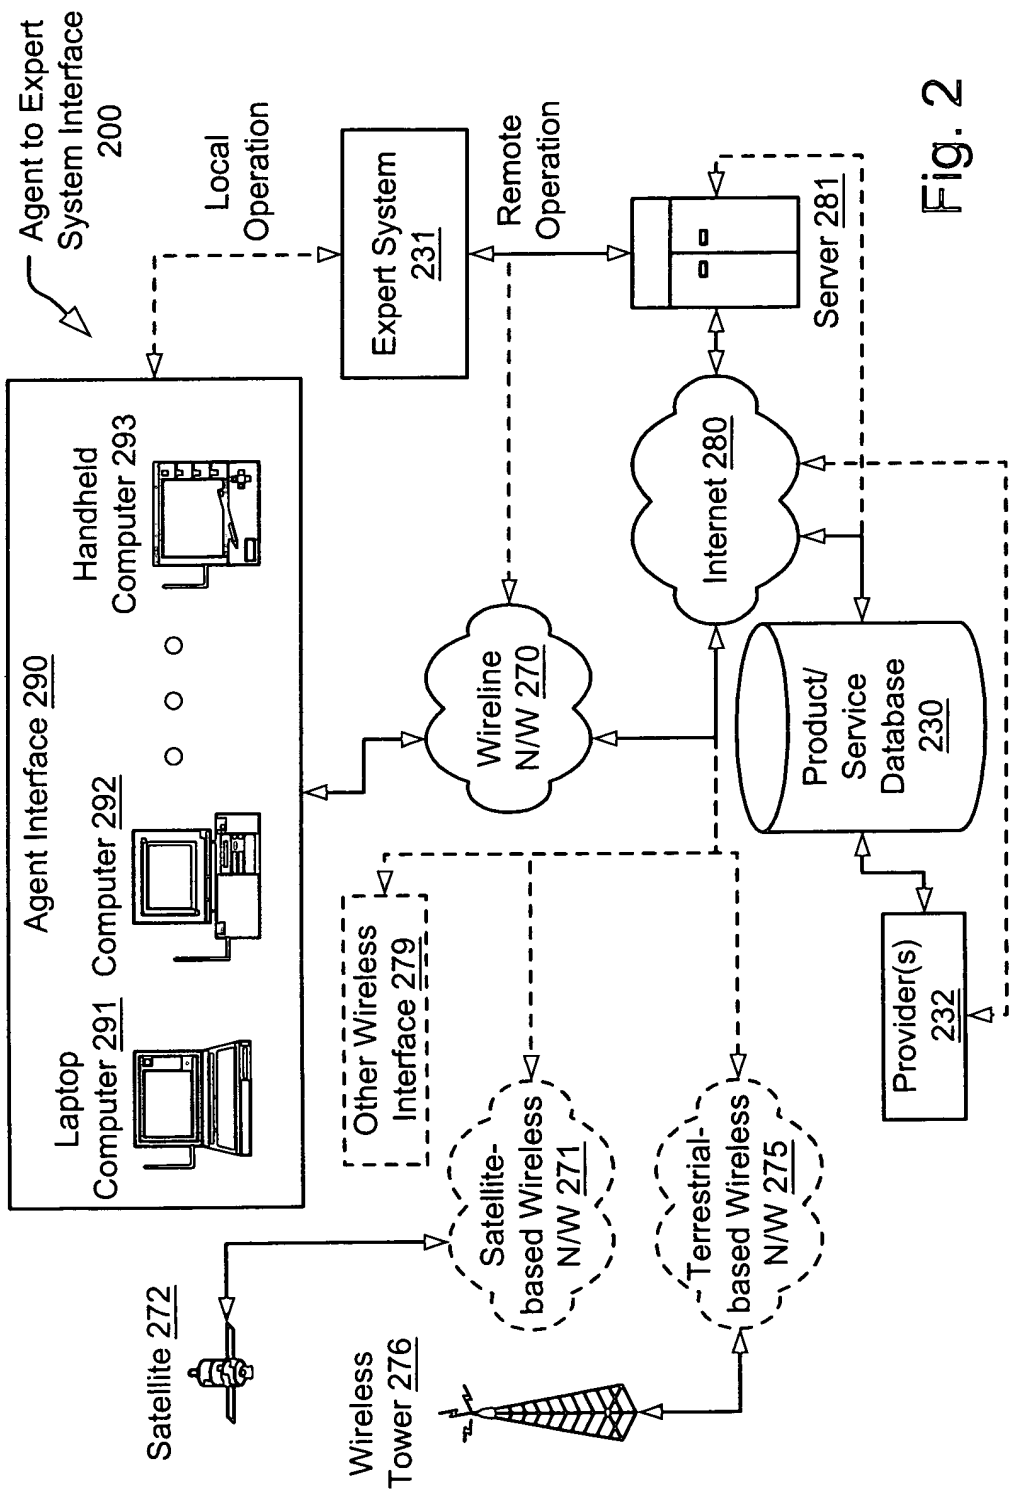 Agent to Expert
System Interface
200
Agent Interface 290
Laptop
Computer 291
Computer 292
Handheld
Computer 293
Local
Operation
Satellite 272
Other Wireless
Interface 279
Wireline
N/W 270
Expert System
231
Remote
Operation
Wireless
Tower 276
Satellite-
based Wireless
N/W 271
Terrestrial-
based Wireless
N/W 275
Internet 280
Server 281
Product/
Service
Database
230
Provider(s)
232
Fig. 2